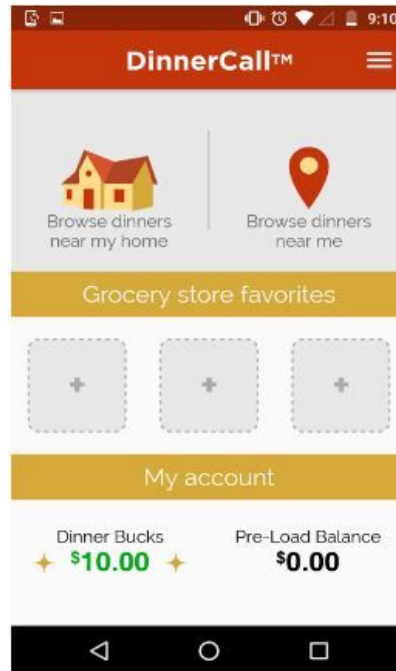 9:10
DinnerCall™
Browse dinners
near my home
Browse dinners
near me
Grocery store favorites
+ + +
My account
Dinner Bucks
$10.00
Pre-Load Balance
$0.00